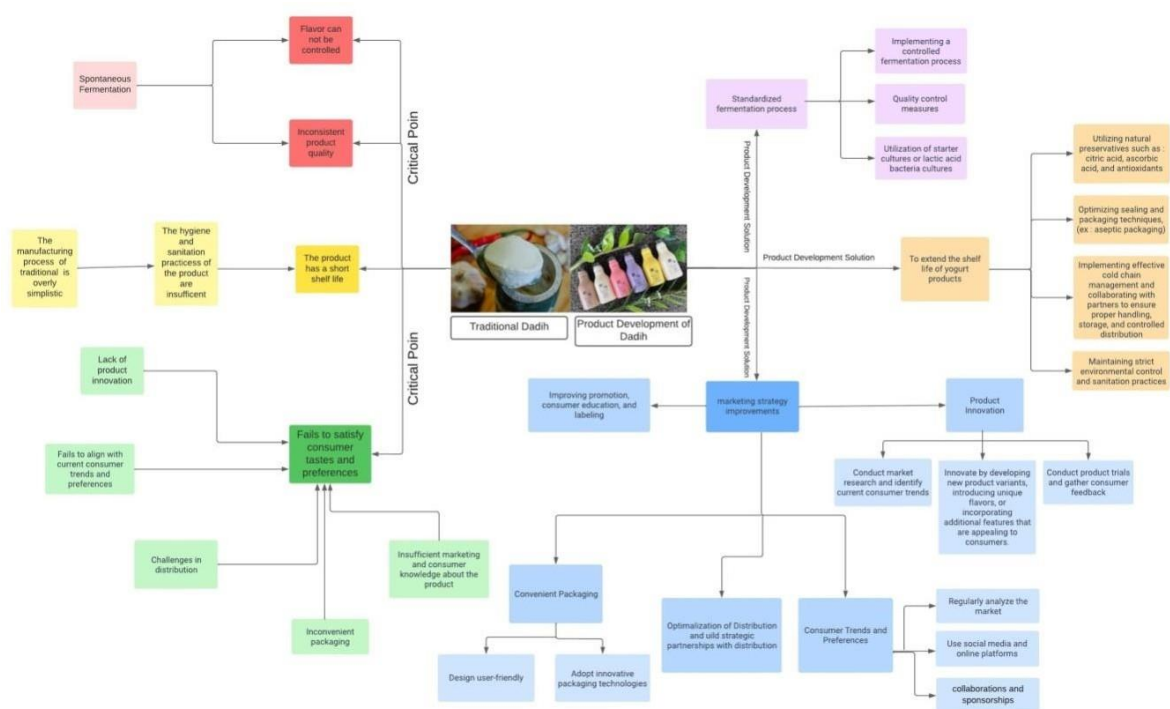 Flavor can
not be
controlled
Spontaneous
Fermentation
Inconsistent
product
quality
Critical Poin
The
manufacturing
process of
traditional is
overly
simplistic
The hygiene
and
sanitation
practicess of
the product
are
insufficient
The product
has a short
shelf life
Critical Poin
Lack of
product
innovation
Fails to align with
current consumer
trends and
preferences
Fails to satisfy
consumer
tastes and
preferences
Challenges in
distribution
Inconvenient
packaging
Insufficient marketing
and consumer
knowledge about the
product
Traditional Dadih
Product Development of
Dadih
Product Development Solution
Product Development Solution
Product Development Solution
Standardized
fermentation process
Implementing a
controlled
fermentation process
Quality control
measures
Utilization of starter
cultures or lactic acid
bacteria cultures
To extend the shelf
life of yogurt
products
Utilizing natural
preservatives such as :
citric acid, ascorbic
acid, and antioxidants
Optimizing sealing and
packaging techniques,
(ex : aseptic packaging)
Implementing effective
cold chain
management and
collaborating with
partners to ensure
proper handling,
storage, and controlled
distribution
Maintaining strict
environmental control
and sanitation practices
Improving promotion,
consumer education, and
labeling
marketing strategy
improvements
Product
Innovation
Conduct market
research and identify
current consumer trends
Innovate by developing
new product variants,
introducing unique
flavors, or
incorporating
additional features that
are appealing to
consumers.
Conduct product trials
and gather consumer
feedback
Convenient Packaging
Design user-friendly
Adopt innovative
packaging technologies
Optimalization of Distribution
and uild strategic
partnerships with distribution
Consumer Trends and
Preferences
Regularly analyze the
market
Use social media and
online platforms
collaborations and
sponsorships